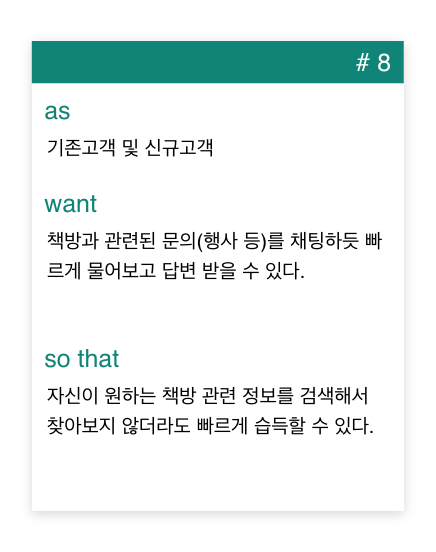 # 8
as
기존고객 및 신규고객
want
책방과 관련된 문의(행사 등)를 채팅하듯 빠
르게 물어보고 답변 받을 수 있다.
so that
자신이 원하는 책방 관련 정보를 검색해서
찾아보지 않더라도 빠르게 습득할 수 있다.